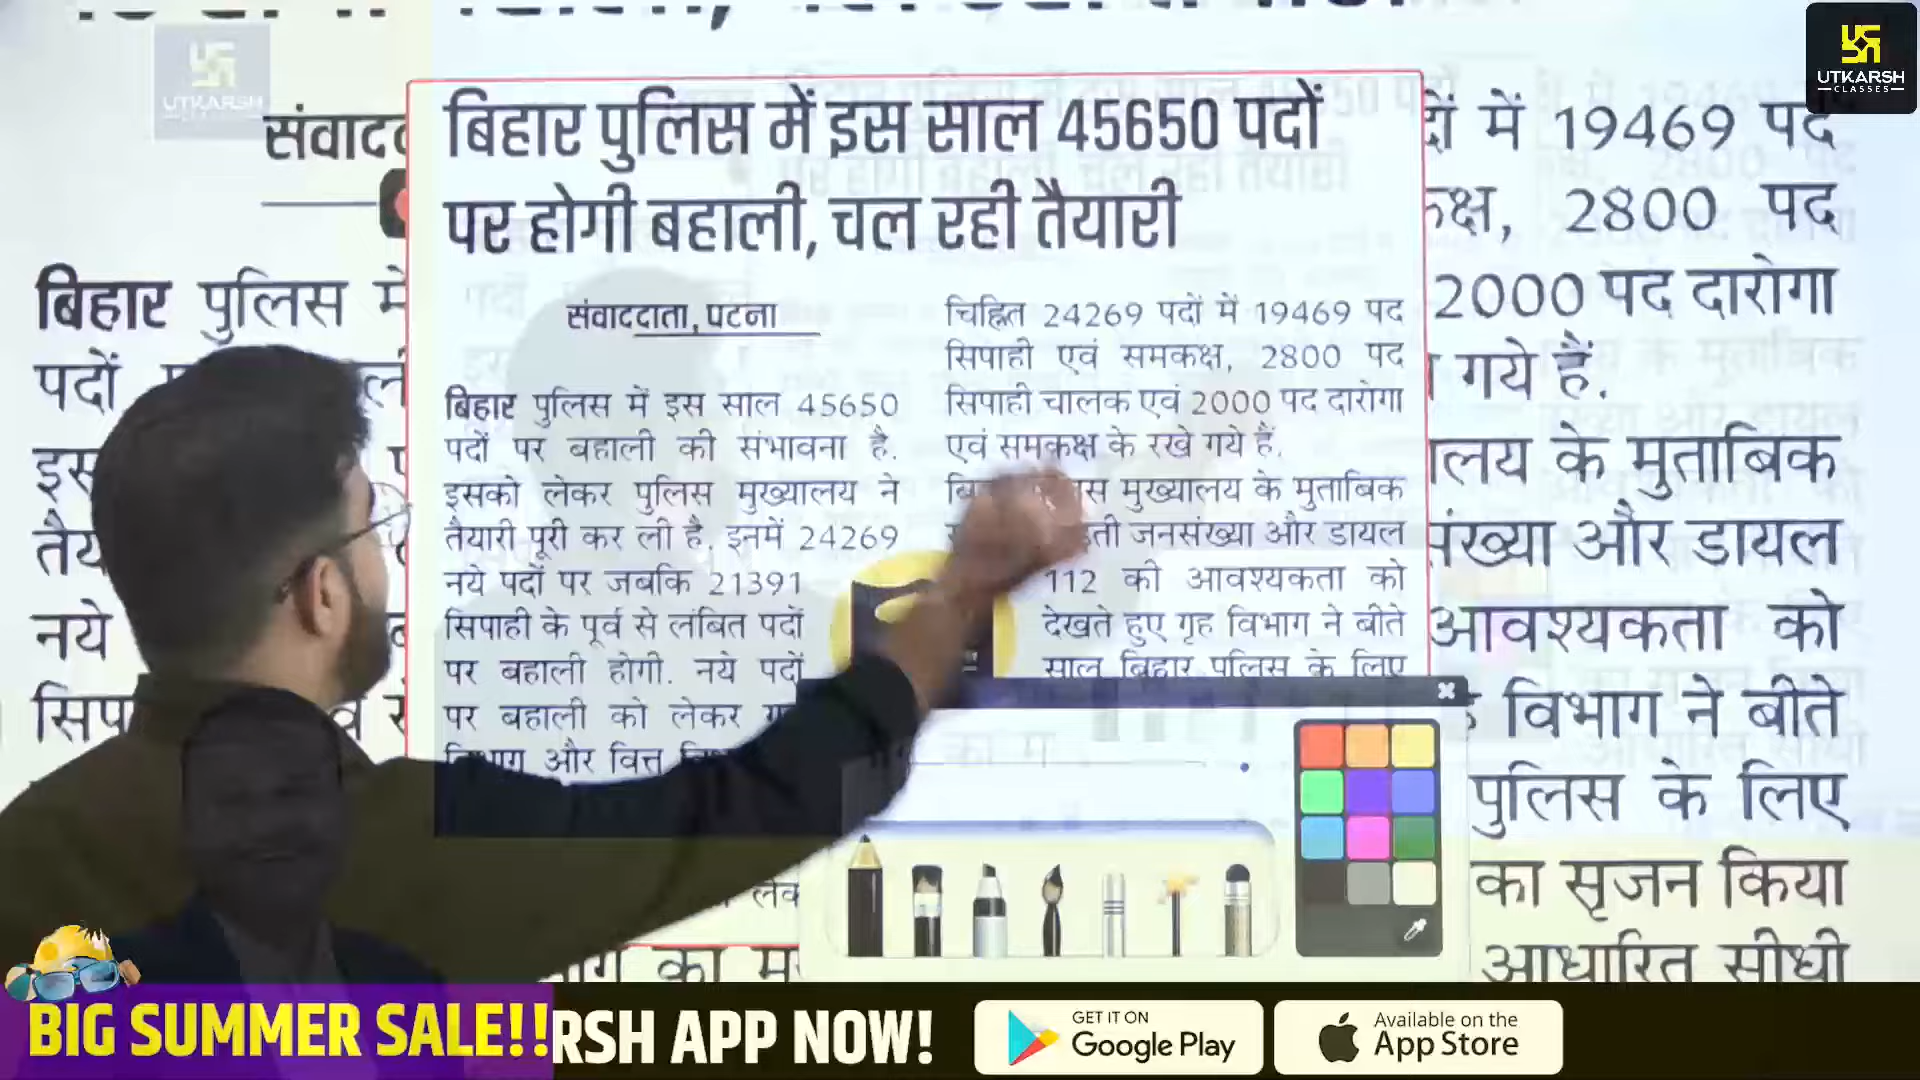 UTKARSH
CLASSES
UTKARSH
CLASSES
बिहार पुलिस में इस साल 45650 पदों
पर होगी बहाली, चल रही तैयारी
संवाददाता, पटना
बिहार पुलिस में इस साल 45650
पदों पर बहाली की संभावना है.
इसको लेकर पुलिस मुख्यालय ने
तैयारी पूरी कर ली है. इनमें 24269
नये पदों पर जबकि 21391
सिपाही के पूर्व से लंबित पदों
पर बहाली होगी. नये पदों
पर बहाली को लेकर
और वित्त
चिह्नित 24269 पदों में 19469 पद
सिपाही एवं समकक्ष, 2800 पद
सिपाही चालक एवं 2000 पद दारोगा
एवं समकक्ष के रखे गये हैं.
मुख्यालय के मुताबिक
जनसंख्या और डायल
112 की आवश्यकता को
देखते हुए गृह विभाग ने बीते
साल बिहार पुलिस के लिए
बिहार पुलिस में
पदों
नये
में 19469 पद
2800 पद
2000 पद दारोगा
गये हैं.
के मुताबिक
और डायल
आवश्यकता को
विभाग ने बीते
पुलिस के लिए
का सृजन किया
आधारित सीधी
BIG SUMMER SALE!!
RSH APP NOW!
GET IT ON
Google Play
Available on the
App Store